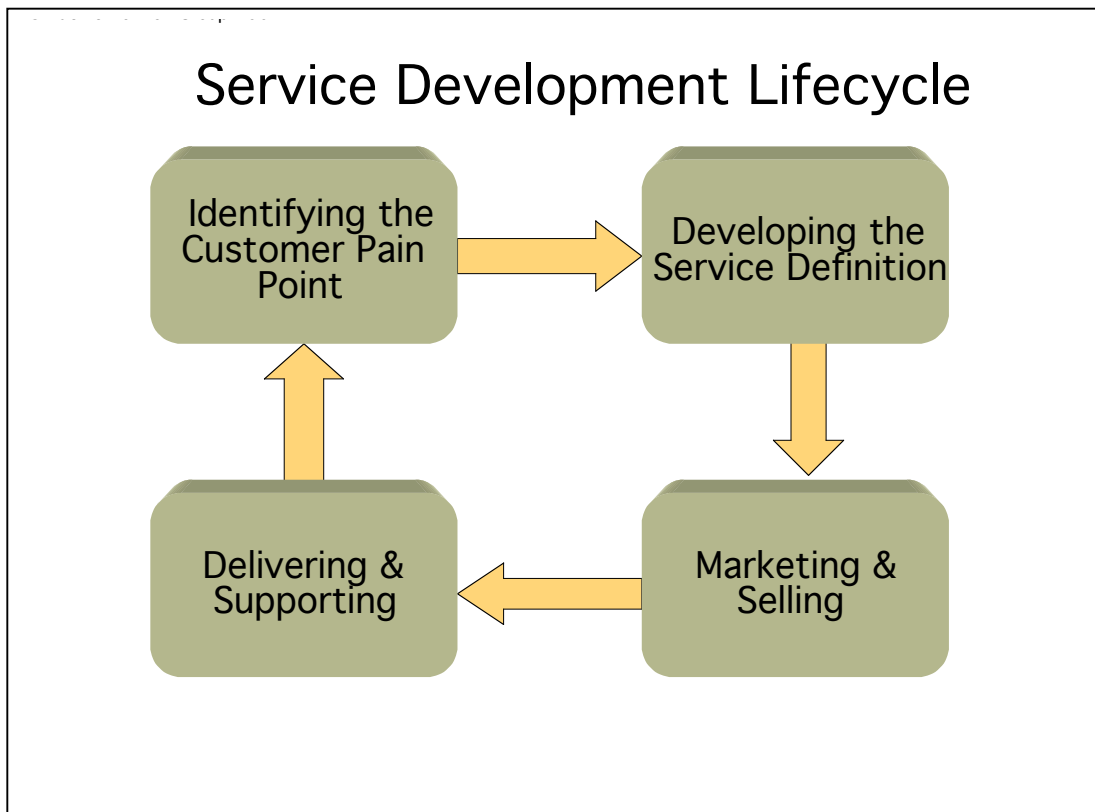 Service Development Lifecycle
Identifying the
Customer Pain
Point
Developing the
Service Definition
Delivering &
Supporting
Marketing &
Selling